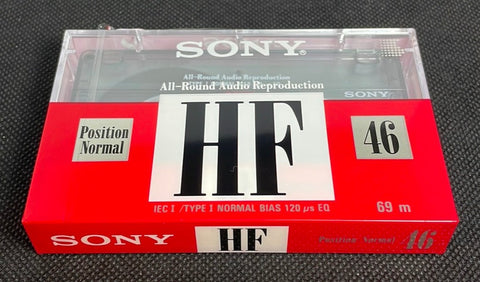 SONY®
All-Round Audio Reproduction
All-Round Audio Reproduction
SONY
Position
Normal
HF
46
IEC I /TYPE I NORMAL BIAS 120 μs EQ
69 m
SONY
HF
Position Normal
46